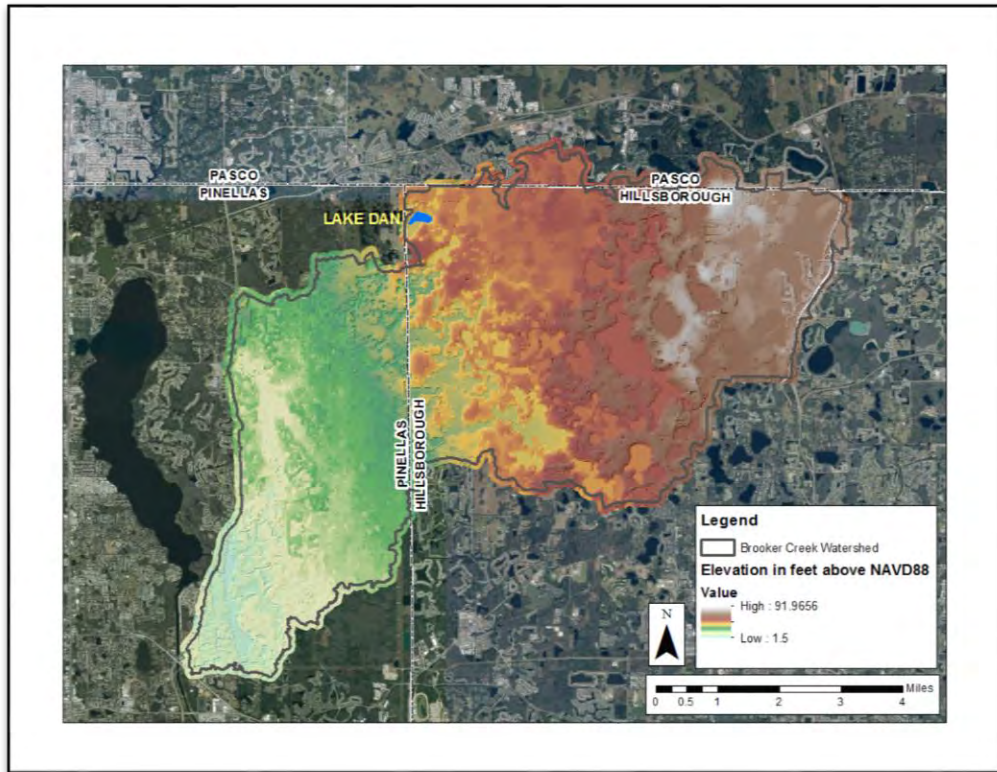 PASCO
PINELLAS
PASCO
HILLSBOROUGH
LAKE DAN
PINELLAS
HILLSBOROUGH
Legend
Brooker Creek Watershed
Elevation in feet above NAVD88
Value
High : 91.9656
Low : 1.5
N
Miles
0 0.5 1 2 3 4